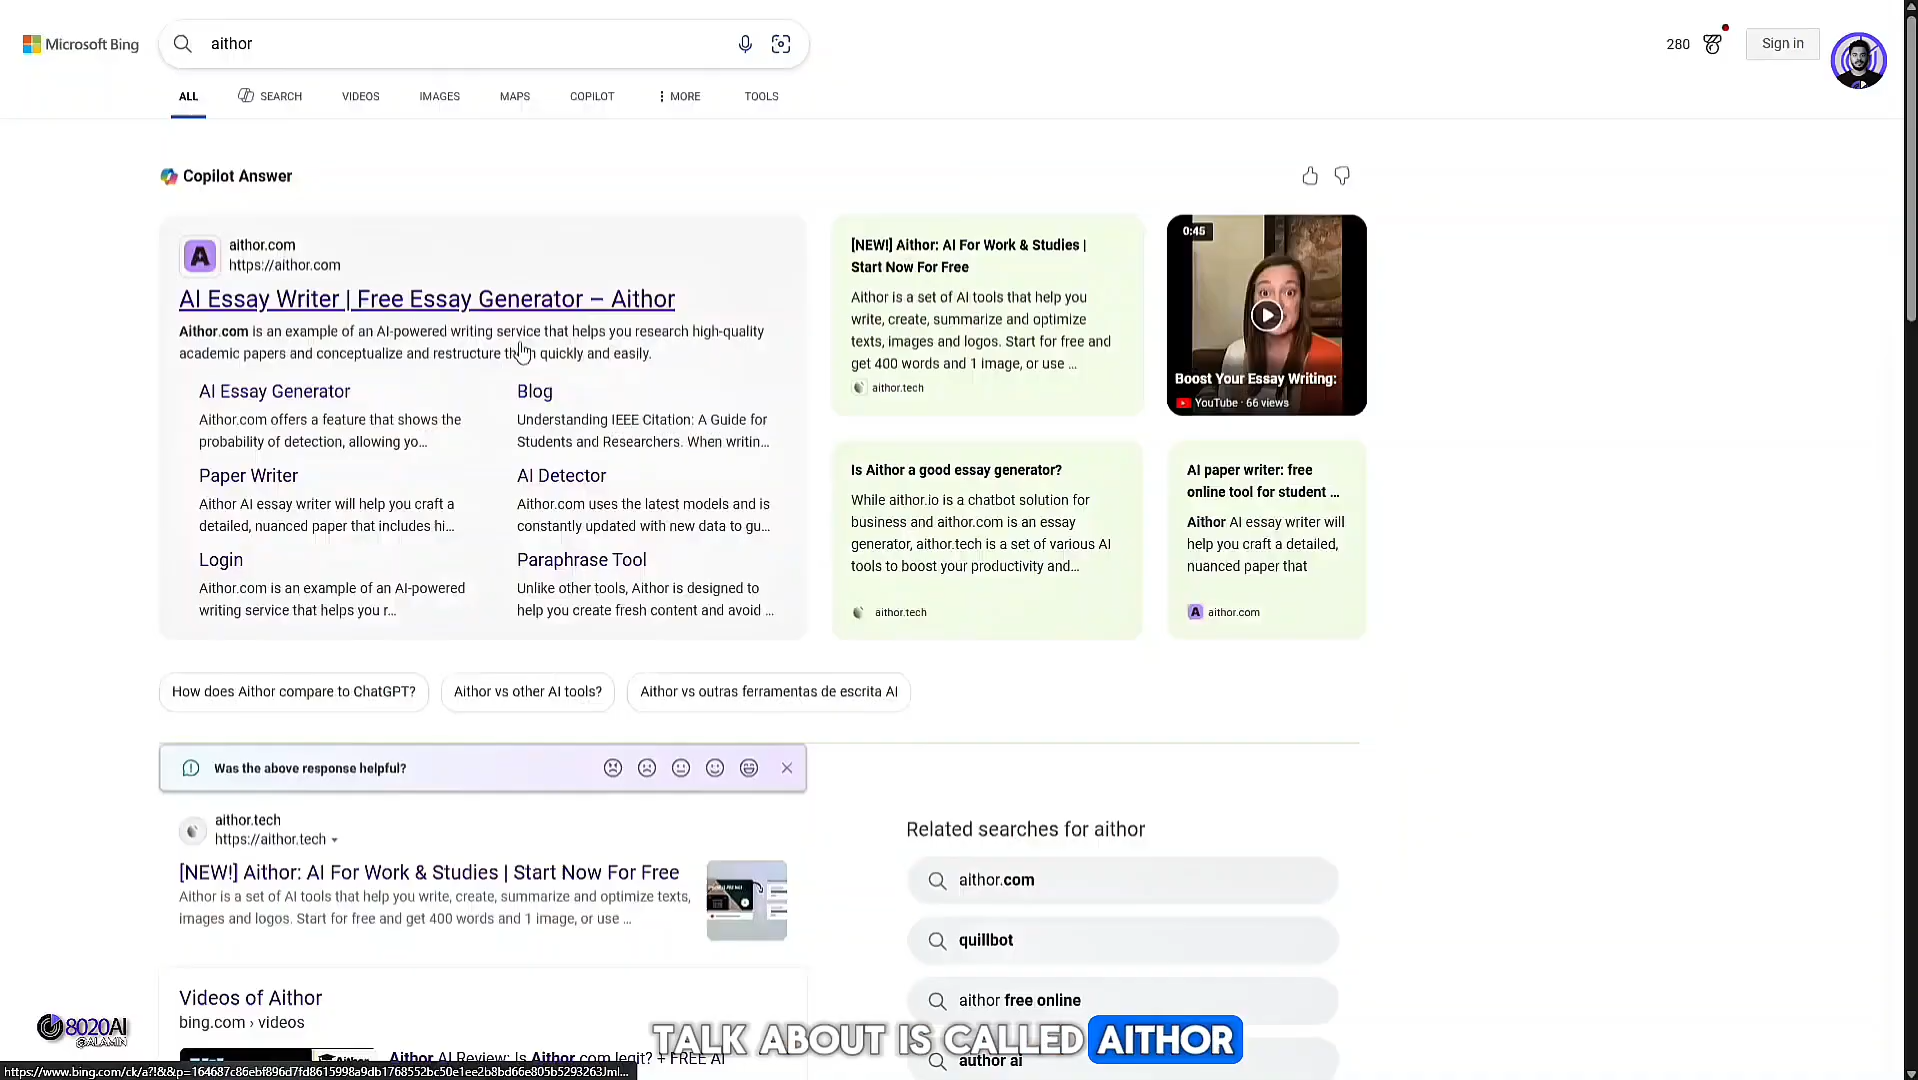 Microsoft Bing
aithor
280
Sign in
ALL
SEARCH
VIDEOS
IMAGES
MAPS
COPILOT
MORE
TOOLS
Copilot Answer
aithor.com
https://aithor.com
AI Essay Writer | Free Essay Generator – Aithor
Aithor.com is an example of an AI-powered writing service that helps you research high-quality
academic papers and conceptualize and restructure them quickly and easily.
AI Essay Generator
Aithor.com offers a feature that shows the
probability of detection, allowing yo...
Blog
Understanding IEEE Citation: A Guide for
Students and Researchers. When writin...
Paper Writer
Aithor AI essay writer will help you craft a
detailed, nuanced paper that includes hi...
AI Detector
Aithor.com uses the latest models and is
constantly updated with new data to gu...
Login
Aithor.com is an example of an AI-powered
writing service that helps you r...
Paraphrase Tool
Unlike other tools, Aithor is designed to
help you create fresh content and avoid ...
[NEW!] Aithor: AI For Work & Studies |
Start Now For Free
Aithor is a set of AI tools that help you
write, create, summarize and optimize
texts, images and logos. Start for free and
get 400 words and 1 image, or use ...
aithor.tech
0:45
Boost Your Essay Writing:
YouTube · 66 views
Is Aithor a good essay generator?
While aithor.io is a chatbot solution for
business and aithor.com is an essay
generator, aithor.tech is a set of various AI
tools to boost your productivity and...
aithor.tech
AI paper writer: free
online tool for student ...
Aithor AI essay writer will
help you craft a detailed,
nuanced paper that
aithor.com
How does Aithor compare to ChatGPT?
Aithor vs other AI tools?
Aithor vs outras ferramentas de escrita AI
Was the above response helpful?
aithor.tech
https://aithor.tech
[NEW!] Aithor: AI For Work & Studies | Start Now For Free
Aithor is a set of AI tools that help you write, create, summarize and optimize texts,
images and logos. Start for free and get 400 words and 1 image, or use ...
Videos of Aithor
bing.com › videos
Aithor AI Review: Is Aithor.com legit? + FREE AI
Related searches for aithor
aithor.com
quillbot
aithor free online
author ai
TALK ABOUT IS CALLED AITHOR
8020AI
@ALAMIN